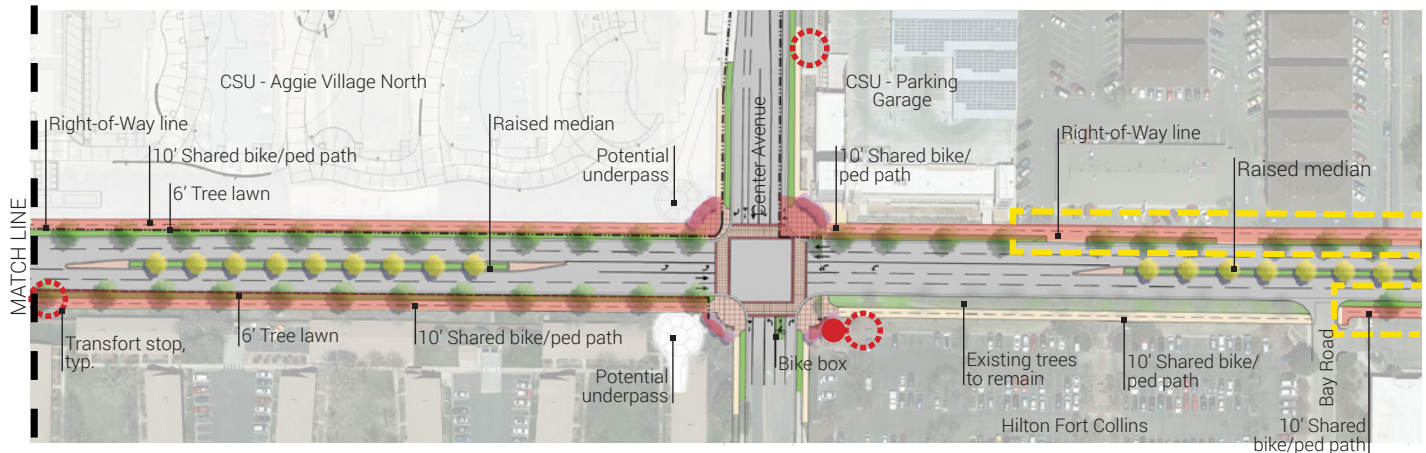 CSU - Aggie Village North
CSU - Parking
Garage
Right-of-Way line
Raised median
Potential
underpass
Center Avenue
10' Shared bike/
ped path
Right-of-Way line
Raised median
10' Shared bike/ped path
6' Tree lawn
MATCH LINE
Transfort stop,
typ.
6' Tree lawn
10' Shared bike/ped path
Potential
underpass
Bike box
Existing trees
to remain
10' Shared bike/
ped path
Bay Road
Hilton Fort Collins
10' Shared
bike/ped path